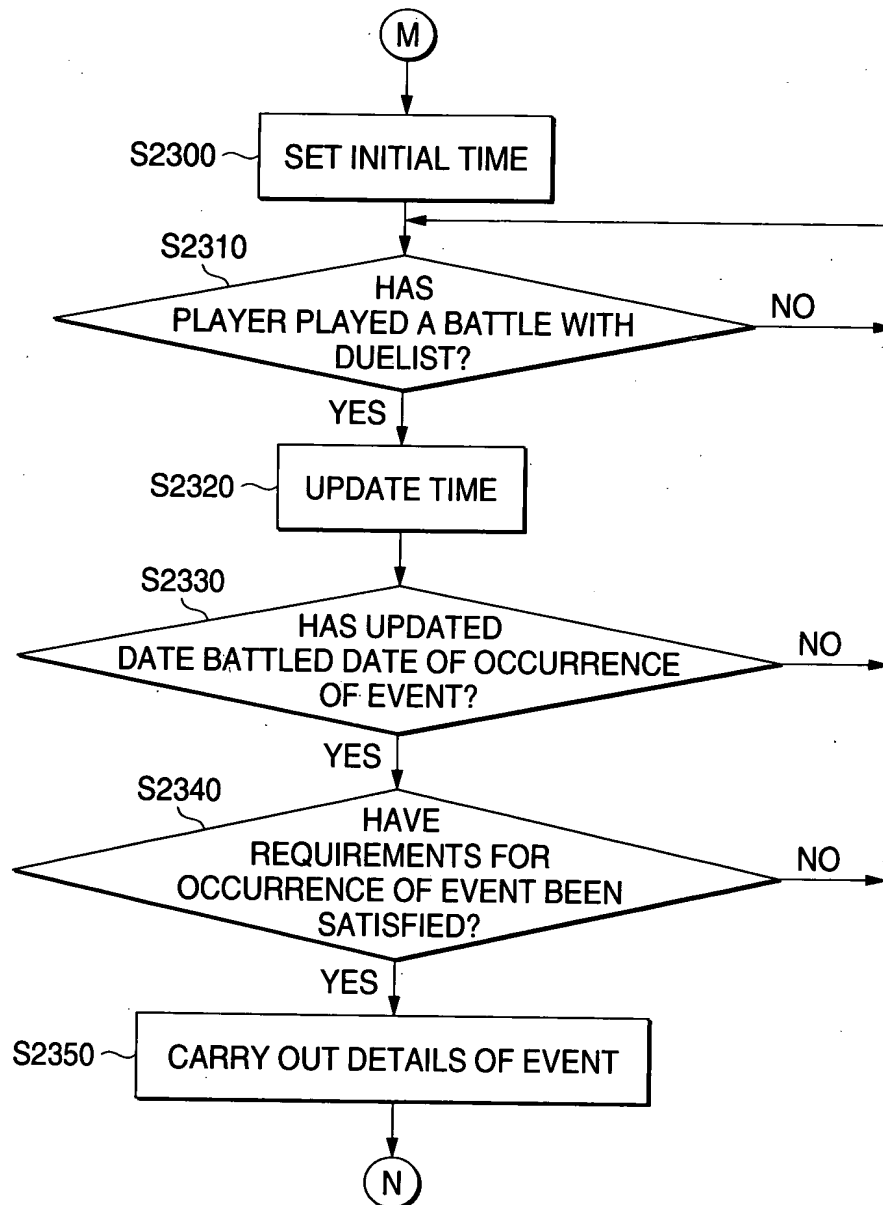 M
S2300
SET INITIAL TIME
S2310
HAS
PLAYER PLAYED A BATTLE WITH
DUELIST?
NO
YES
S2320
UPDATE TIME
S2330
HAS UPDATED
DATE BATTLED DATE OF OCCURRENCE
OF EVENT?
NO
YES
S2340
HAVE
REQUIREMENTS FOR
OCCURRENCE OF EVENT BEEN
SATISFIED?
NO
YES
S2350
CARRY OUT DETAILS OF EVENT
N